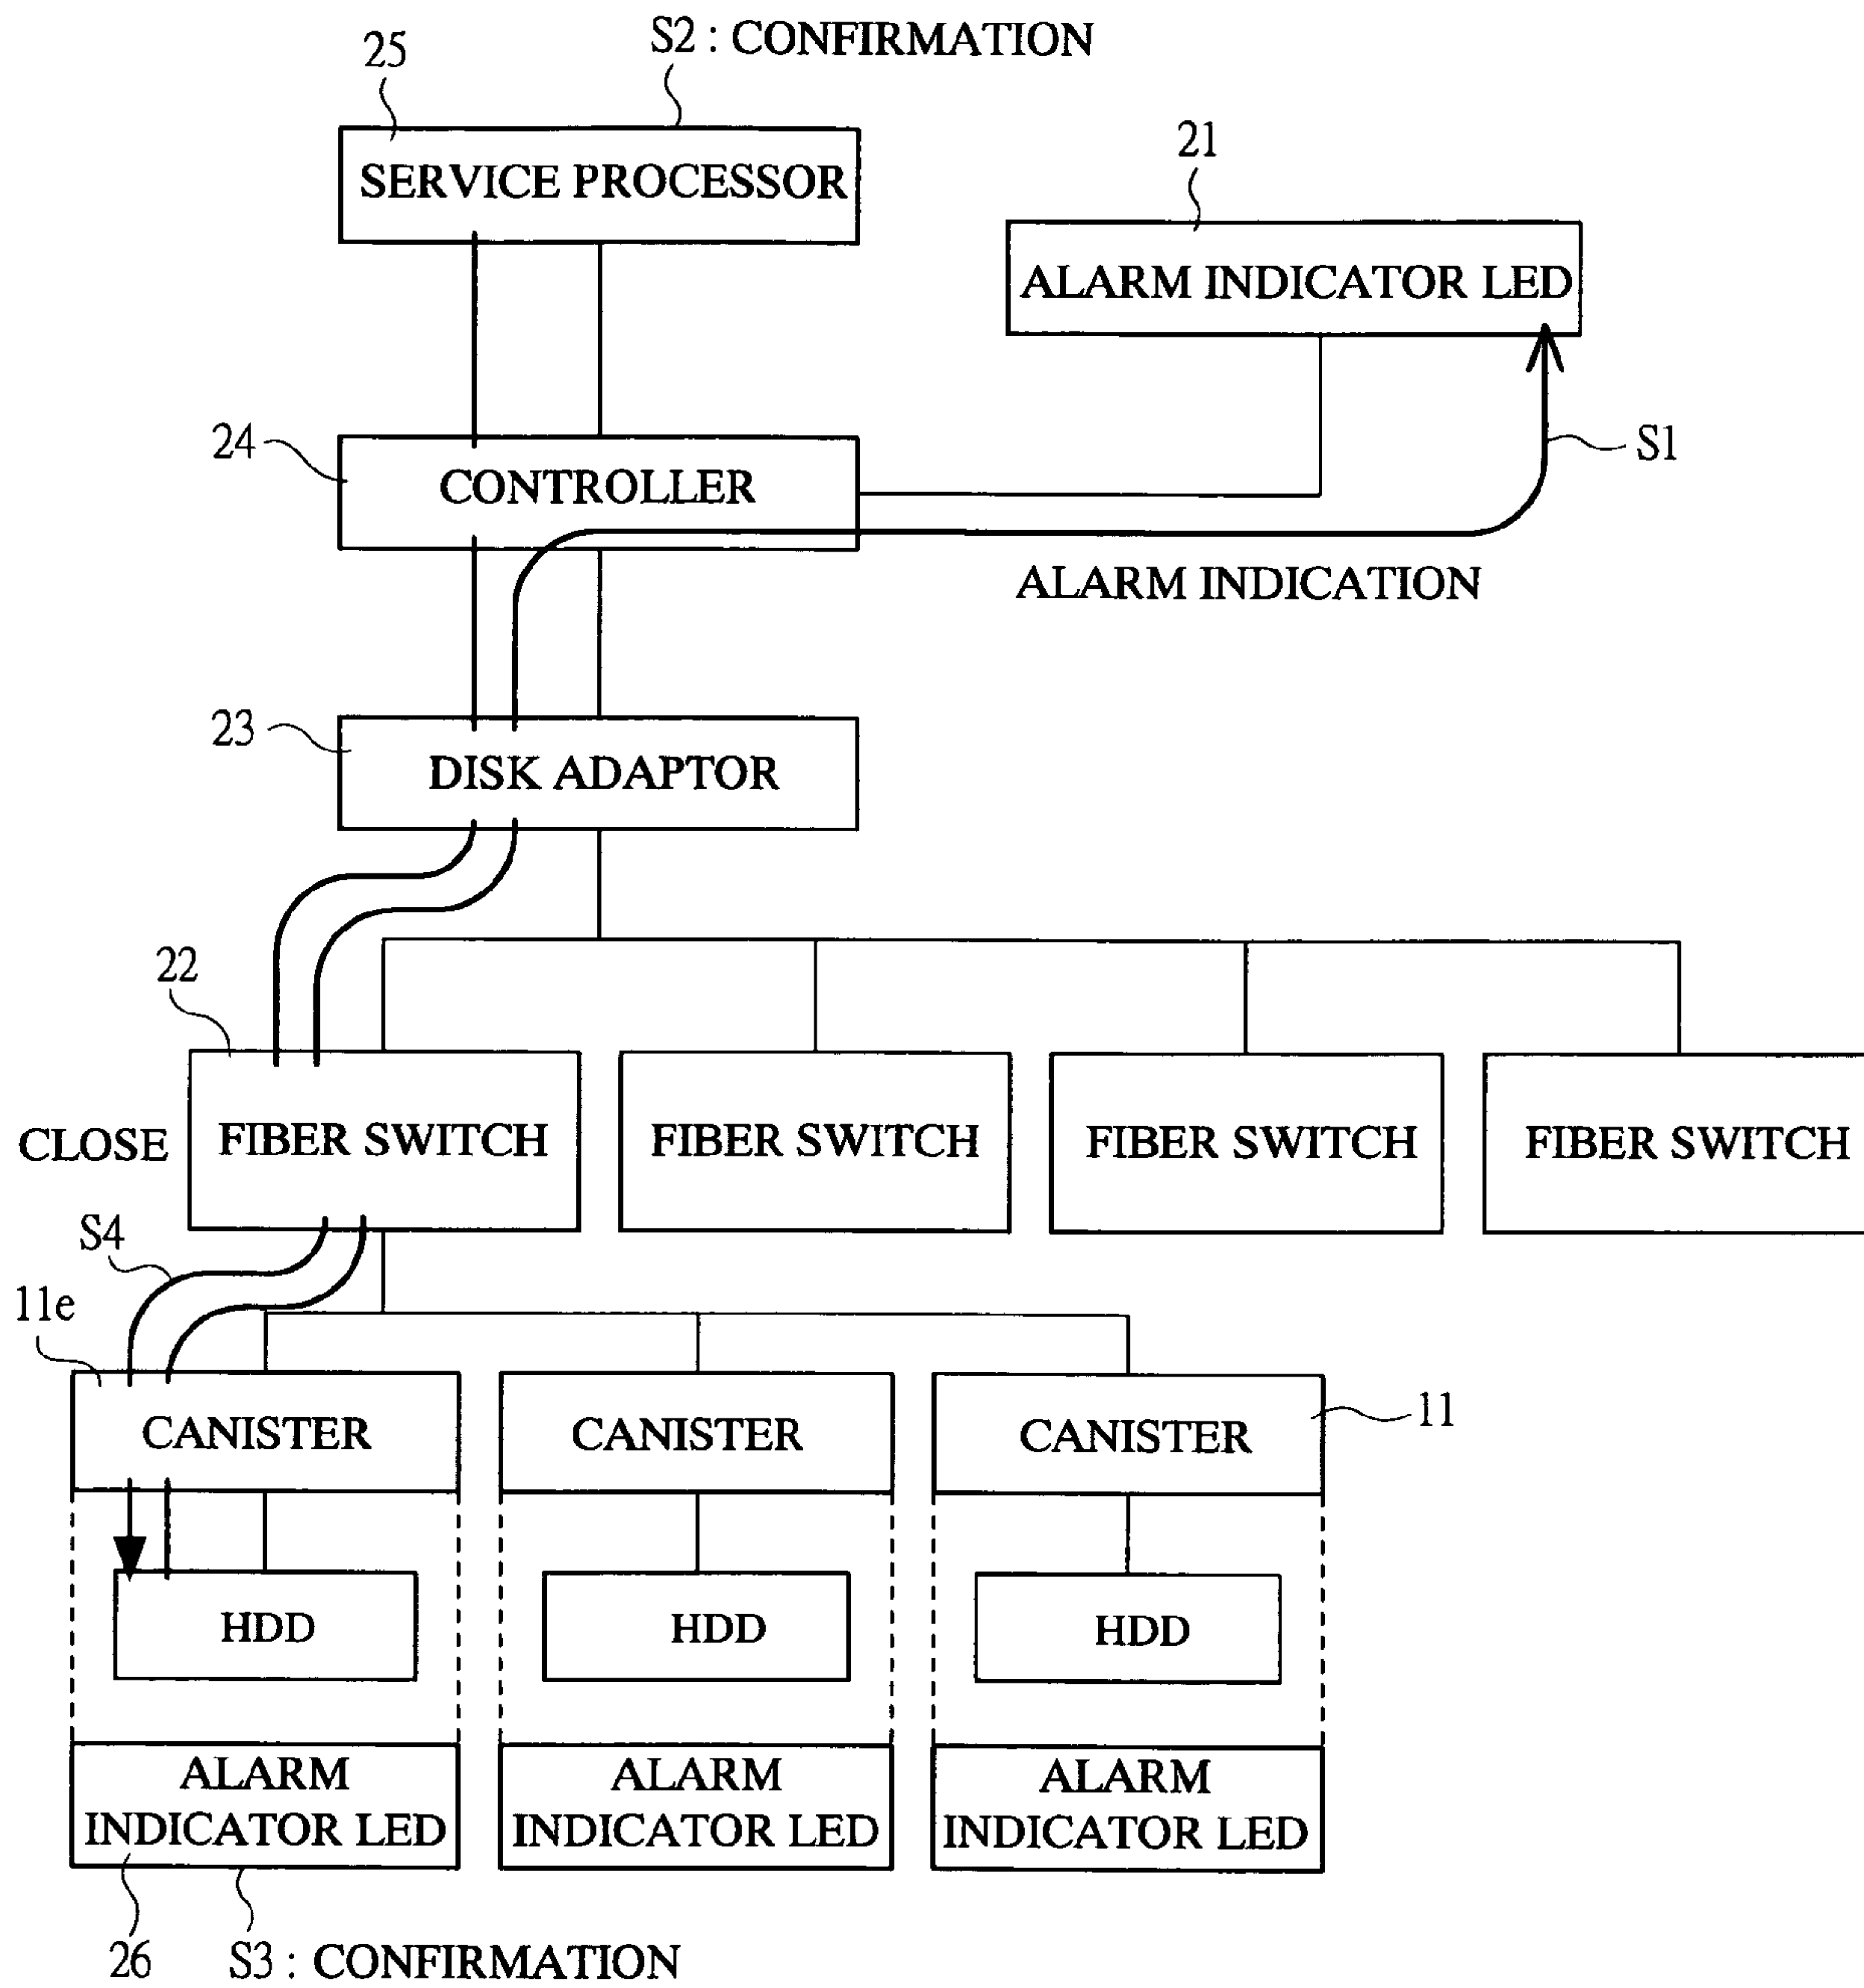 25
S2 : CONFIRMATION
SERVICE PROCESSOR
21
ALARM INDICATOR LED
24
CONTROLLER
S1
ALARM INDICATION
23
DISK ADAPTOR
22
CLOSE
FIBER SWITCH
FIBER SWITCH
FIBER SWITCH
FIBER SWITCH
S4
11e
CANISTER
CANISTER
CANISTER
11
HDD
HDD
HDD
ALARM
INDICATOR LED
ALARM
INDICATOR LED
ALARM
INDICATOR LED
26
S3 : CONFIRMATION